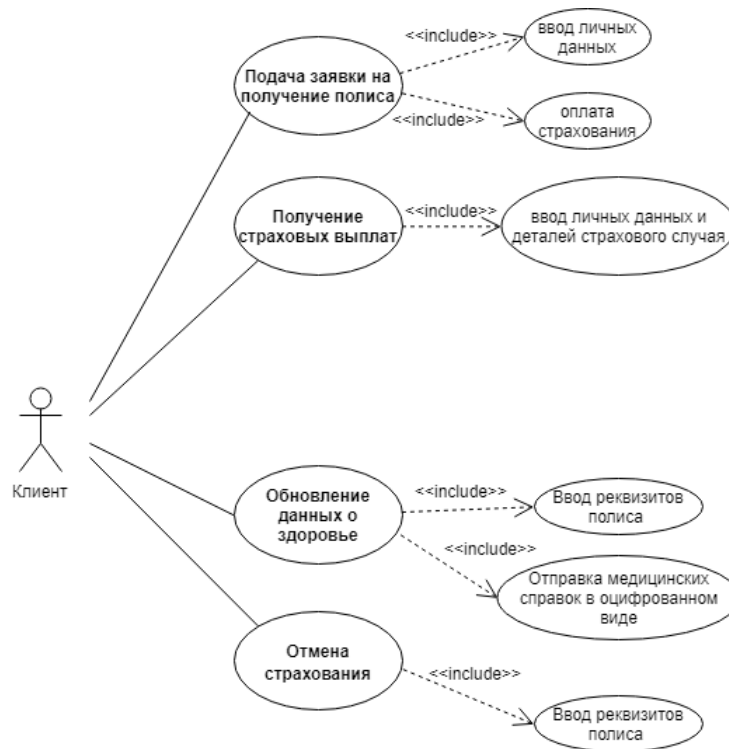 <<include>>
ввод личных
данных
Подача заявки на
получение полиса
<<include>>
оплата
страхования
Получение
страховых выплат
<<include>>
ввод личных данных и
деталей страхового случая
Клиент
Обновление
данных о
здоровье
<<include>>
Ввод реквизитов
полиса
<<include>>
Отправка медицинских
справок в оцифрованном
виде
Отмена
страхования
<<include>>
Ввод реквизитов
полиса